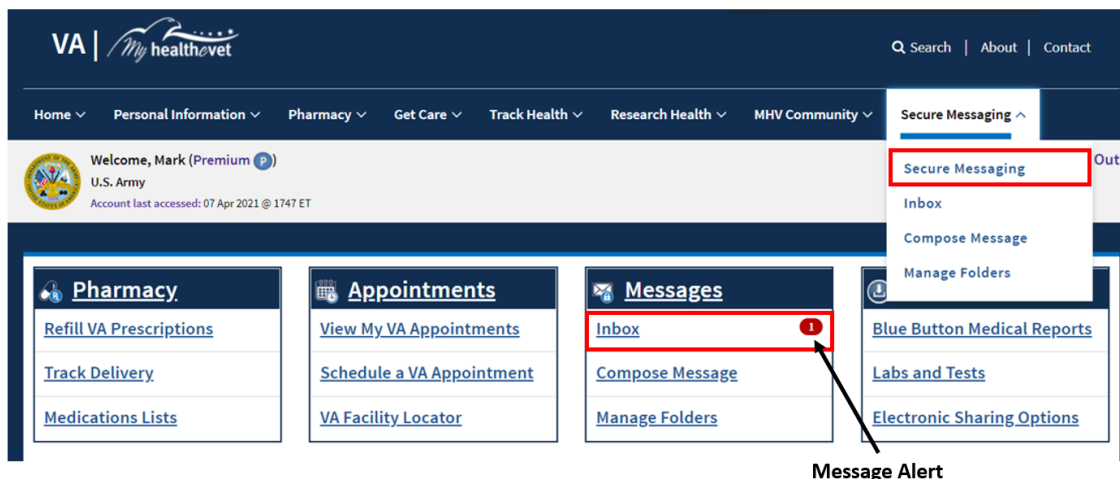 VA | My healthevet
Search | About | Contact
Home Personal Information Pharmacy Get Care Track Health Research Health MHV Community Secure Messaging
Welcome, Mark (Premium P)
U.S. Army
Account last accessed: 07 Apr 2021 @ 1747 ET
Out
Secure Messaging
Inbox
Compose Message
Manage Folders
Pharmacy
Refill VA Prescriptions
Track Delivery
Medications Lists
Appointments
View My VA Appointments
Schedule a VA Appointment
VA Facility Locator
Messages
Inbox 1
Compose Message
Manage Folders
Blue Button Medical Reports
Labs and Tests
Electronic Sharing Options
Message Alert